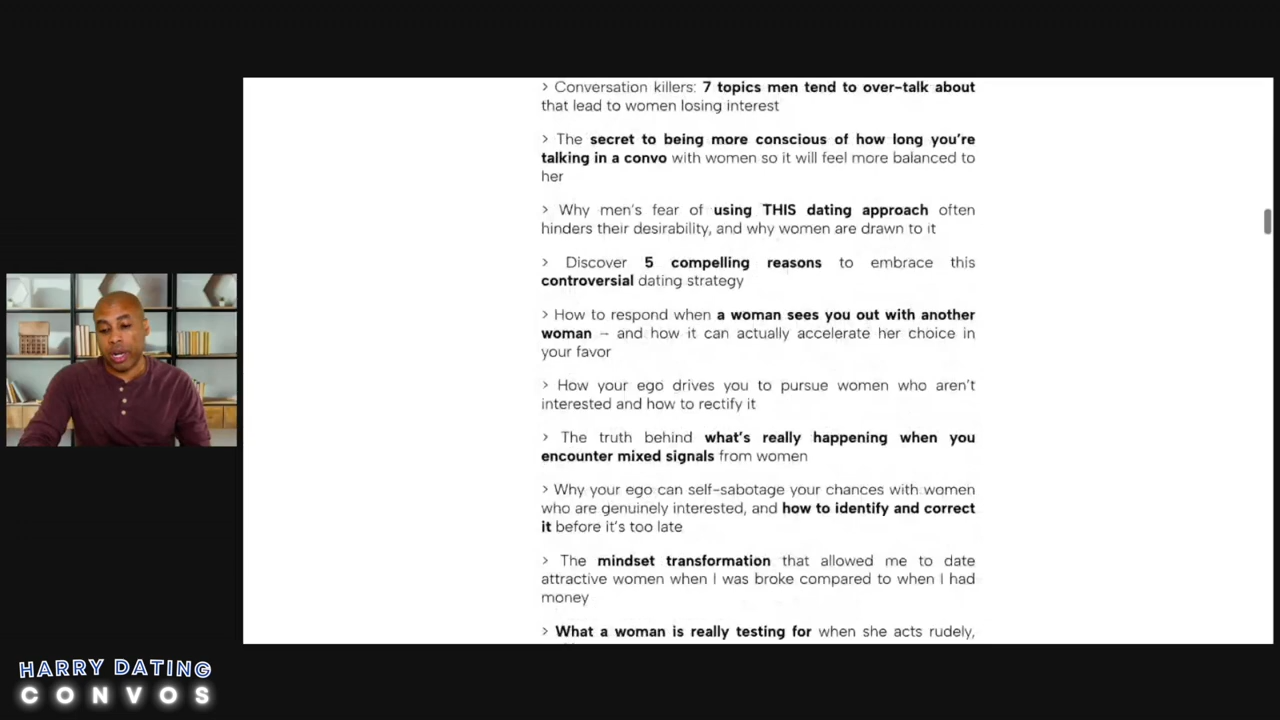 > Conversation killers: 7 topics men tend to over-talk about
that lead to women losing interest
> The secret to being more conscious of how long you're
talking in a convo with women so it will feel more balanced to
her
> Why men's fear of using THIS dating approach often
hinders their desirability, and why women are drawn to it
> Discover 5 compelling reasons to embrace this
controversial dating strategy
> How to respond when a woman sees you out with another
woman – and how it can actually accelerate her choice in
your favor
> How your ego drives you to pursue women who aren't
interested and how to rectify it
> The truth behind what's really happening when you
encounter mixed signals from women
> Why your ego can self-sabotage your chances with women
who are genuinely interested, and how to identify and correct
it before it's too late
> The mindset transformation that allowed me to date
attractive women when I was broke compared to when I had
money
> What a woman is really testing for when she acts rudely,
HARRY DATING
CONVOS